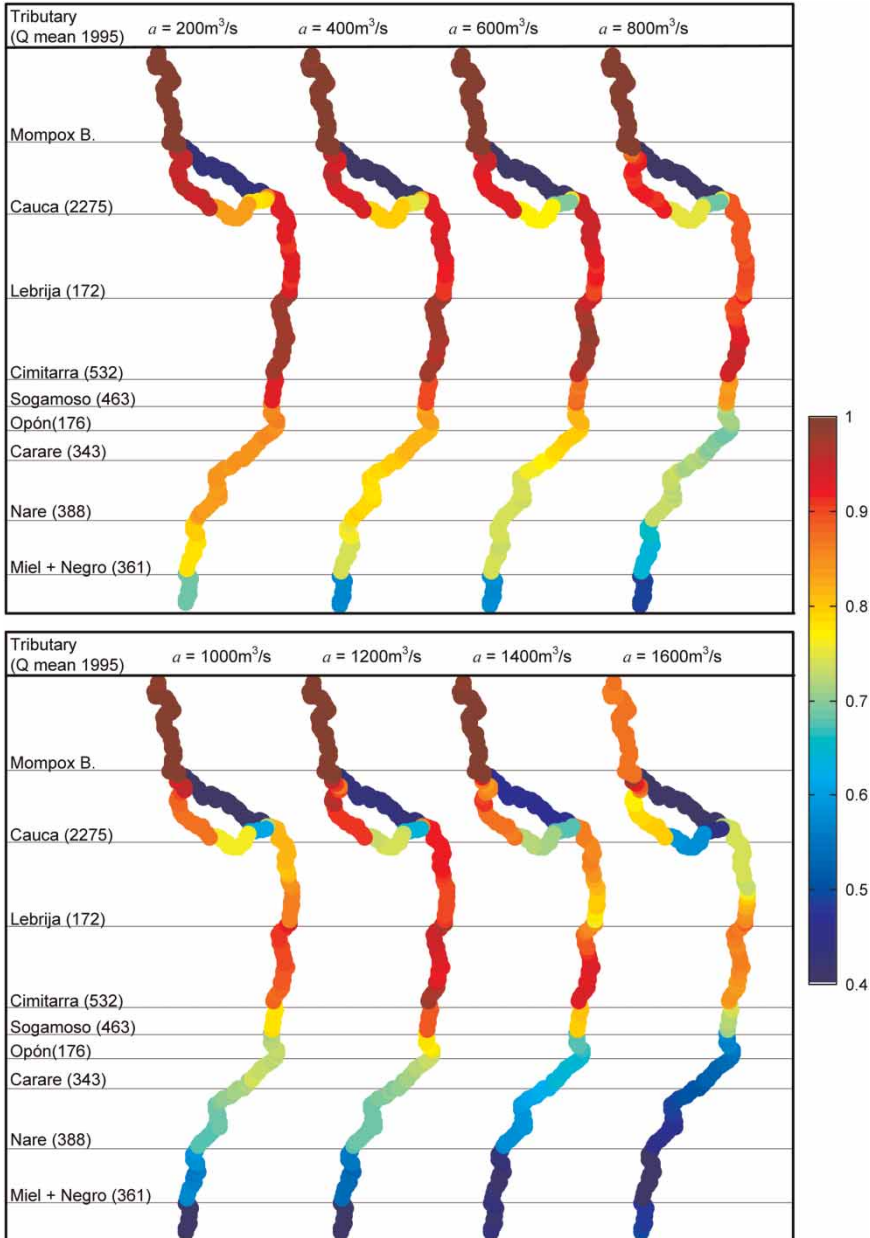 Tributary
(Q mean 1995)
a = 200m³/s
a = 400m³/s
a = 600m³/s
a = 800m³/s
Mompox B.
Cauca (2275)
Lebrija (172)
Cimitarra (532)
Sogamoso (463)
Opón(176)
Carare (343)
Nare (388)
Miel + Negro (361)
Tributary
(Q mean 1995)
a = 1000m³/s
a = 1200m³/s
a = 1400m³/s
a = 1600m³/s
Mompox B.
Cauca (2275)
Lebrija (172)
Cimitarra (532)
Sogamoso (463)
Opón(176)
Carare (343)
Nare (388)
Miel + Negro (361)
1
0.9
0.8
0.7
0.6
0.5
0.4